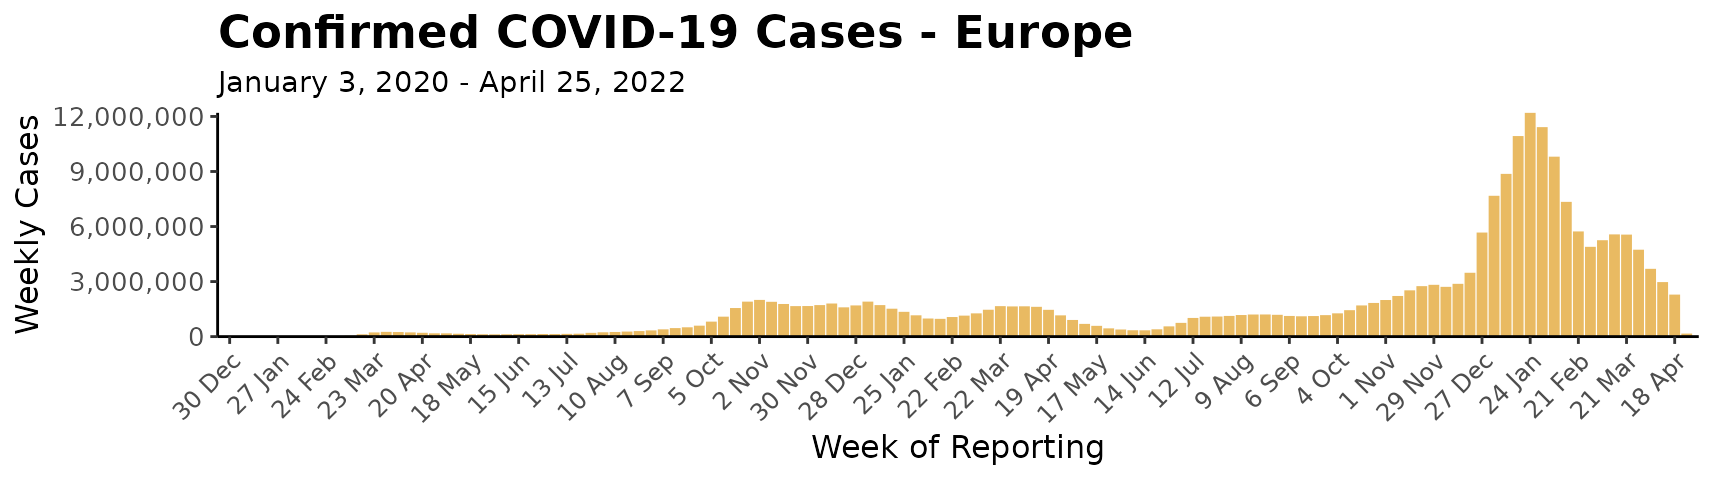 Confirmed COVID-19 Cases - Europe
January 3, 2020 - April 25, 2022
Weekly Cases
12,000,000
9,000,000
6,000,000
3,000,000
0
30 Dec
27 Jan
24 Feb
23 Mar
20 Apr
18 May
15 Jun
13 Jul
10 Aug
7 Sep
5 Oct
2 Nov
30 Nov
28 Dec
25 Jan
22 Feb
22 Mar
19 Apr
17 May
14 Jun
12 Jul
9 Aug
6 Sep
4 Oct
1 Nov
29 Nov
27 Dec
24 Jan
21 Feb
21 Mar
18 Apr
Week of Reporting